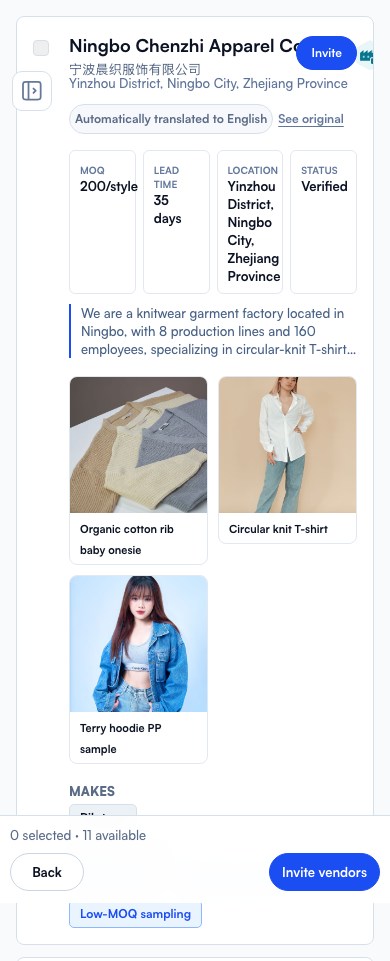 Ningbo Chenzhi Apparel Co
Invite
宁波晨织服饰有限公司
Yinzhou District, Ningbo City, Zhejiang Province
Automatically translated to English
See original
MOQ
200/style
LEAD
TIME
35
days
LOCATION
Yinzhou
District,
Ningbo
City,
Zhejiang
Province
STATUS
Verified
We are a knitwear garment factory located in
Ningbo, with 8 production lines and 160
employees, specializing in circular-knit T-shirt...
Organic cotton rib
baby onesie
Circular knit T-shirt
Terry hoodie PP
sample
MAKES
0 selected · 11 available
Back
Invite vendors
Low-MOQ sampling